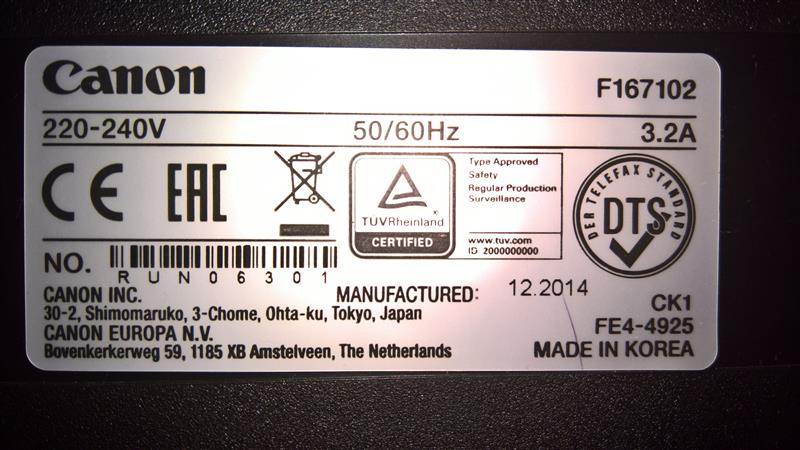 Canon F167102
220-240V 50/60Hz 3.2A
CE EAC
TÜVRheinland®
CERTIFIED
Type Approved
Safety
Regular Production
Surveillance
www.tuv.com
ID 2000000000
DER TELEFAX STANDARD
DTS
NO. RUN06301
CANON INC. MANUFACTURED: 12.2014
30-2, Shimomaruko, 3-Chome, Ohta-ku, Tokyo, Japan CK1
CANON EUROPA N.V. FE4-4925
Bovenkerkerweg 59, 1185 XB Amstelveen, The Netherlands MADE IN KOREA